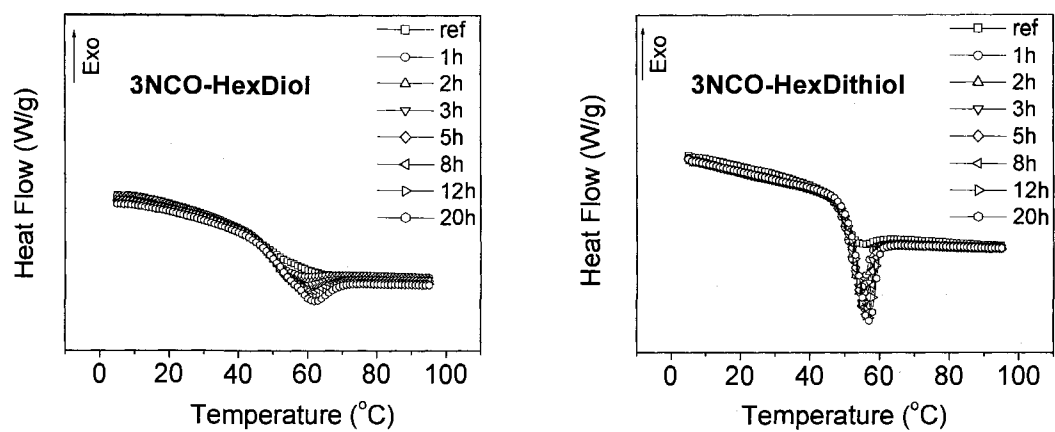 Exo
3NCO-HexDiol
ref
1h
2h
3h
5h
8h
12h
20h
Heat Flow (W/g)
0 20 40 60 80 100
Temperature (°C)
Exo
3NCO-HexDithiol
ref
1h
2h
3h
5h
8h
12h
20h
Heat Flow (W/g)
0 20 40 60 80 100
Temperature (°C)